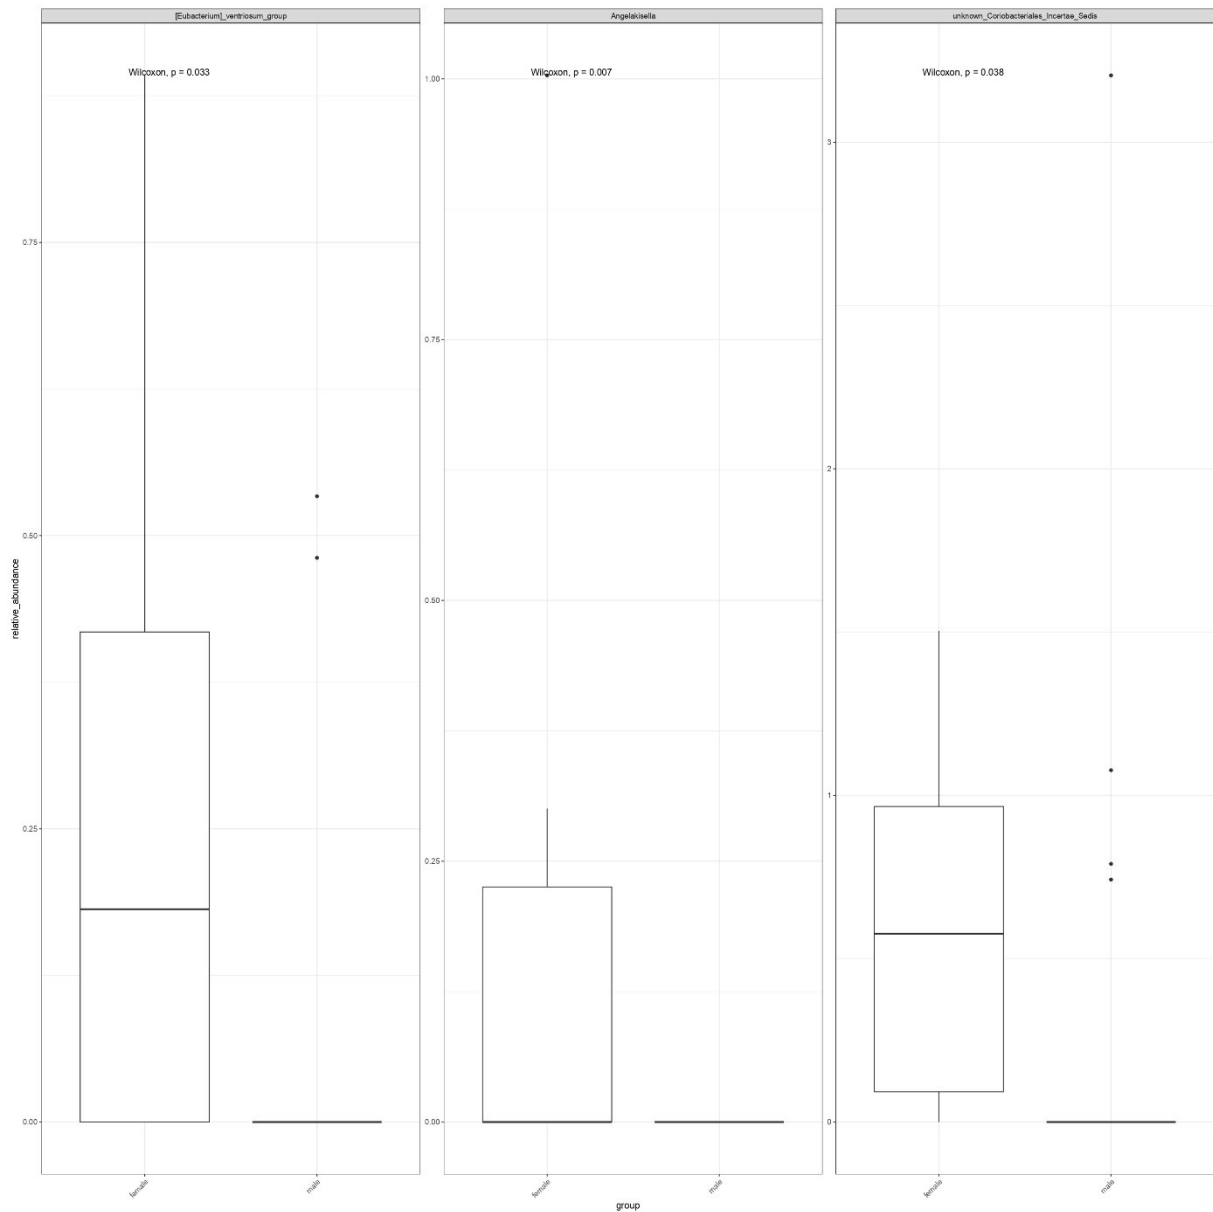 [Eubacterium]_ventriosum_group
Angelakisella
unknown_Coriobacteriales_Incertae_Sedis
Wilcoxon, p = 0.033
Wilcoxon, p = 0.007
Wilcoxon, p = 0.038
relative_abundance
0.75
0.50
0.25
0.00
1.00
0.75
0.50
0.25
0.00
3
2
1
0
female
male
female
male
female
male
group